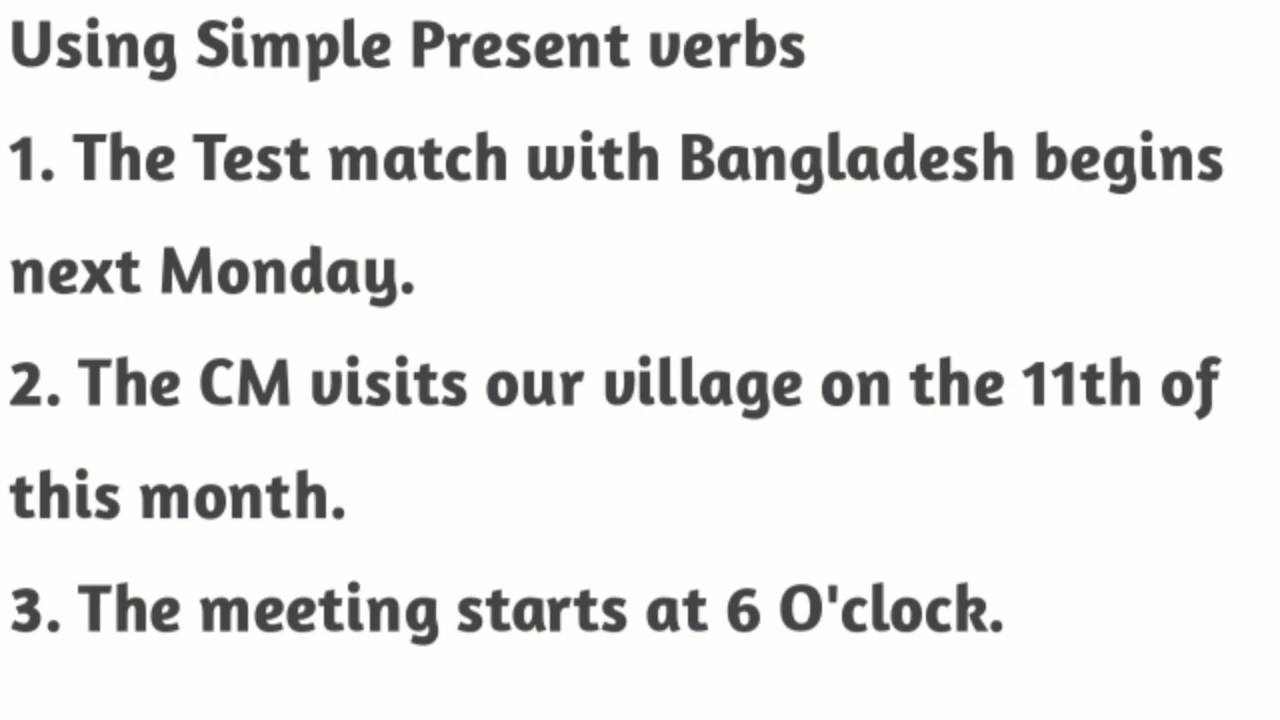 Using Simple Present verbs
1. The Test match with Bangladesh begins
next Monday.
2. The CM visits our village on the 11th of
this month.
3. The meeting starts at 6 O'clock.